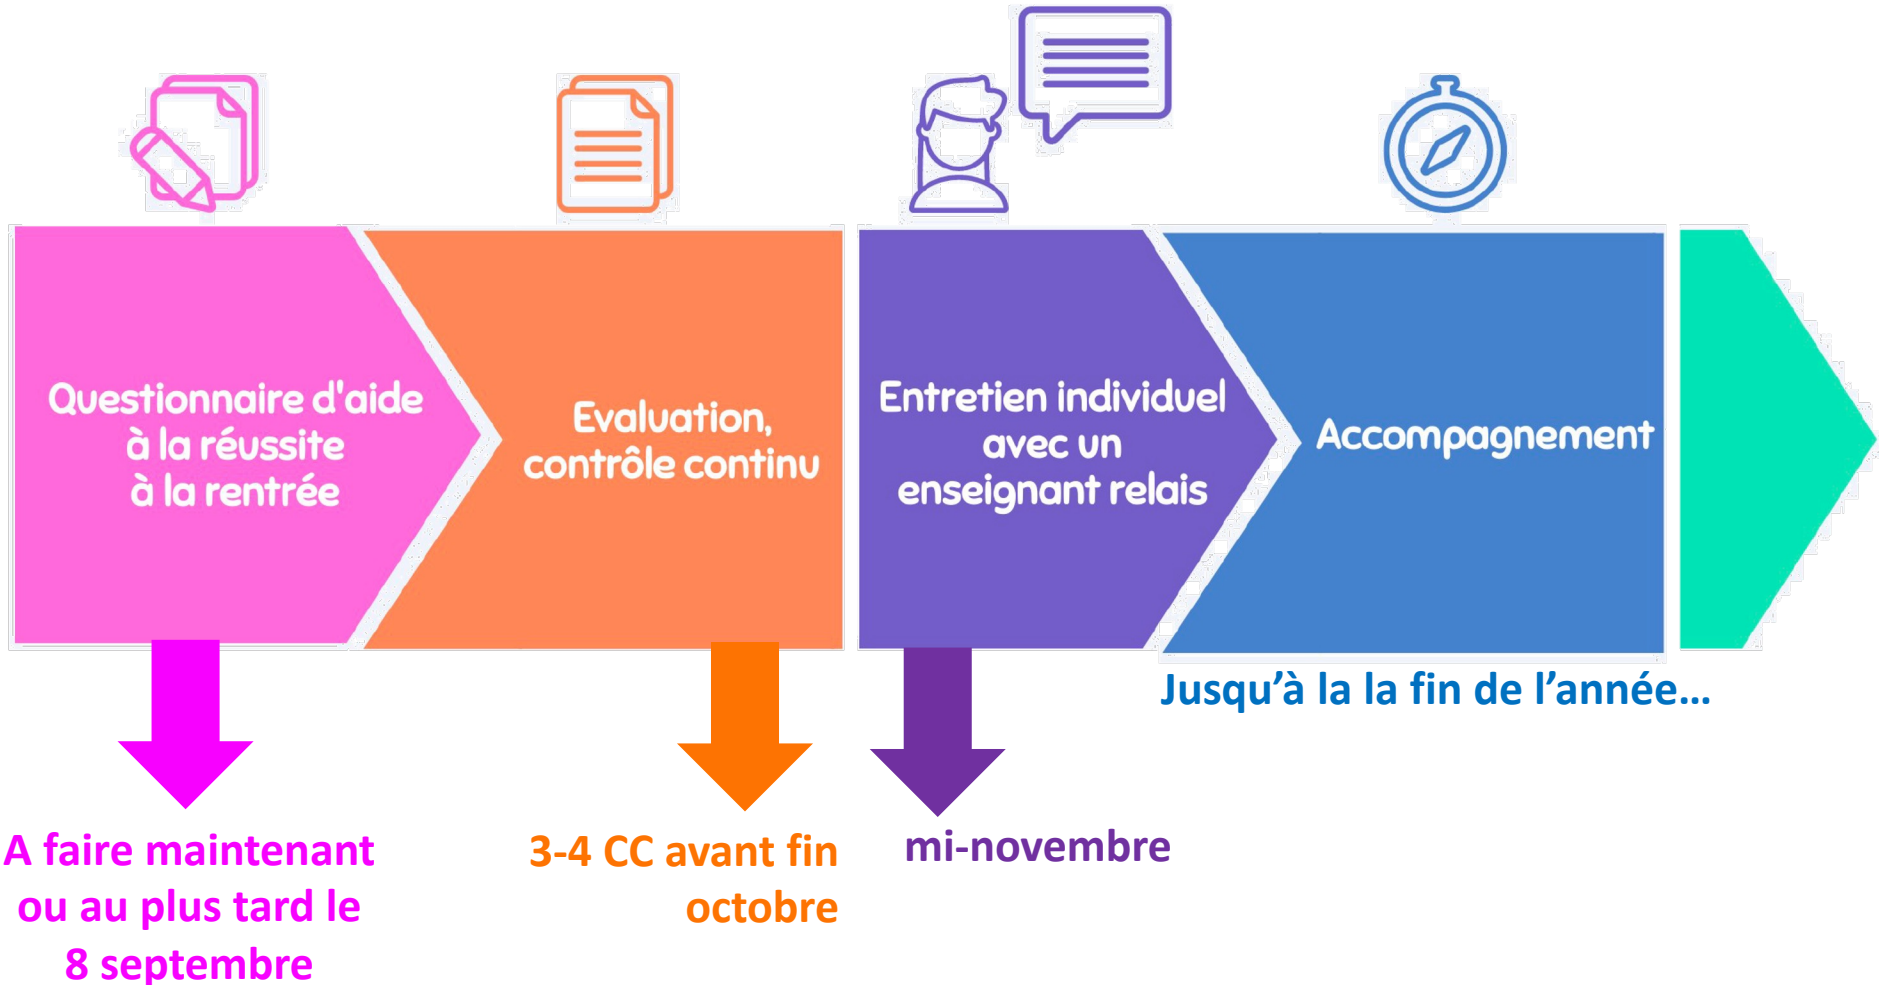 Questionnaire d'aide
à la réussite
à la rentrée
Evaluation,
contrôle continu
Entretien individuel
avec un
enseignant relais
Accompagnement
Jusqu’à la la fin de l’année…
A faire maintenant
ou au plus tard le
8 septembre
3-4 CC avant fin
octobre
mi-novembre